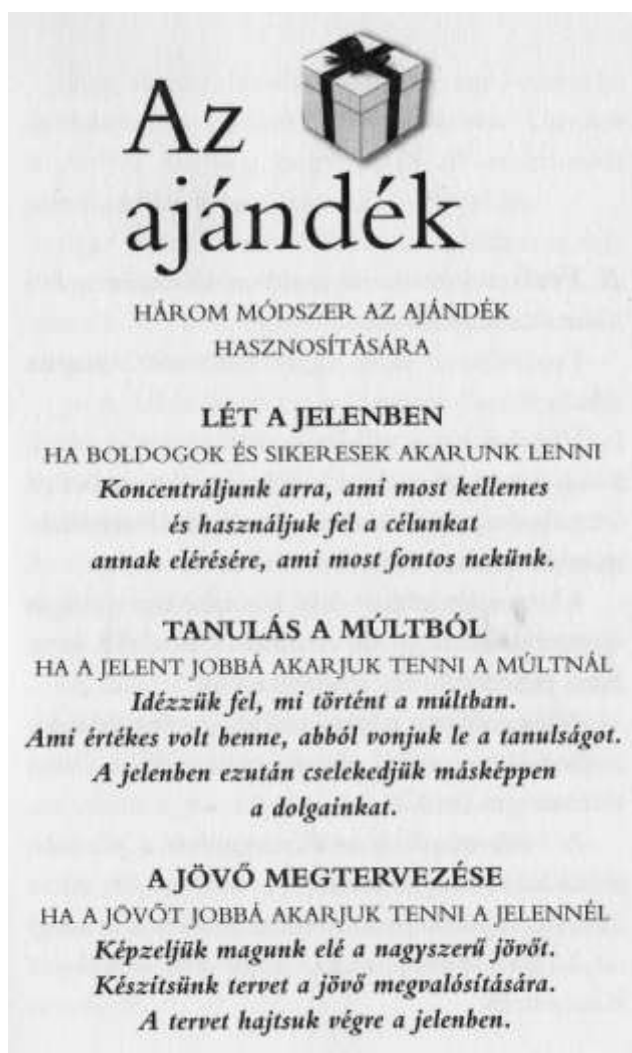 Az
ajándék
HÁROM MÓDSZER AZ AJÁNDÉK
HASZNOSÍTÁSÁRA
LÉT A JELENBEN
HA BOLDOGOK ÉS SIKERESEK AKARUNK LENNI
Koncentráljunk arra, ami most kellemes
és használjuk fel a célunkat
annak elérésére, ami most fontos nekünk.
TANULÁS A MÚLTBÓL
HA A JELENT JOBBÁ AKARJUK TENNI A MÚLTNÁL
Idézzük fel, mi történt a múltban.
Ami értékes volt benne, abból vonjuk le a tanulságot.
A jelenben ezután cselekedjük másképpen
a dolgainkat.
A JÖVŐ MEGTERVEZÉSE
HA A JÖVŐT JOBBÁ AKARJUK TENNI A JELENNÉL
Képzeljük magunk elé a nagyszerű jövőt.
Készítsünk tervet a jövő megvalósítására.
A tervet hajtsuk végre a jelenben.